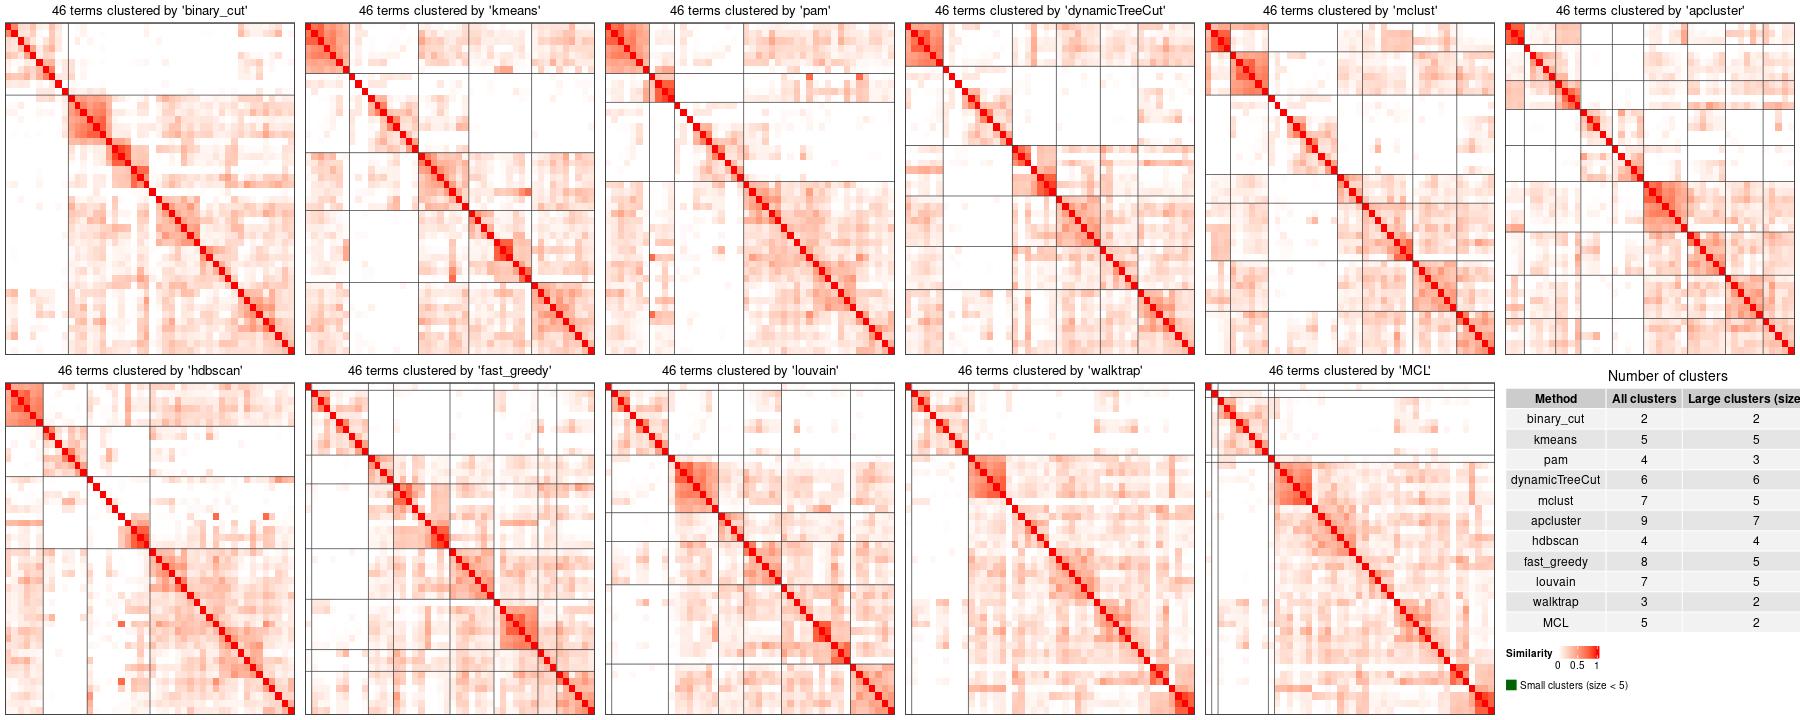 46 terms clustered by 'binary_cut'
46 terms clustered by 'kmeans'
46 terms clustered by 'pam'
46 terms clustered by 'dynamicTreeCut'
46 terms clustered by 'mclust'
46 terms clustered by 'apcluster'
46 terms clustered by 'hdbscan'
46 terms clustered by 'fast_greedy'
46 terms clustered by 'louvain'
46 terms clustered by 'walktrap'
46 terms clustered by 'MCL'
Number of clusters
Method All clusters Large clusters (size
binary_cut 2 2
kmeans 5 5
pam 4 3
dynamicTreeCut 6 6
mclust 7 5
apcluster 9 7
hdbscan 4 4
fast_greedy 8 5
louvain 7 5
walktrap 3 2
MCL 5 2
Similarity
0 0.5 1
Small clusters (size < 5)